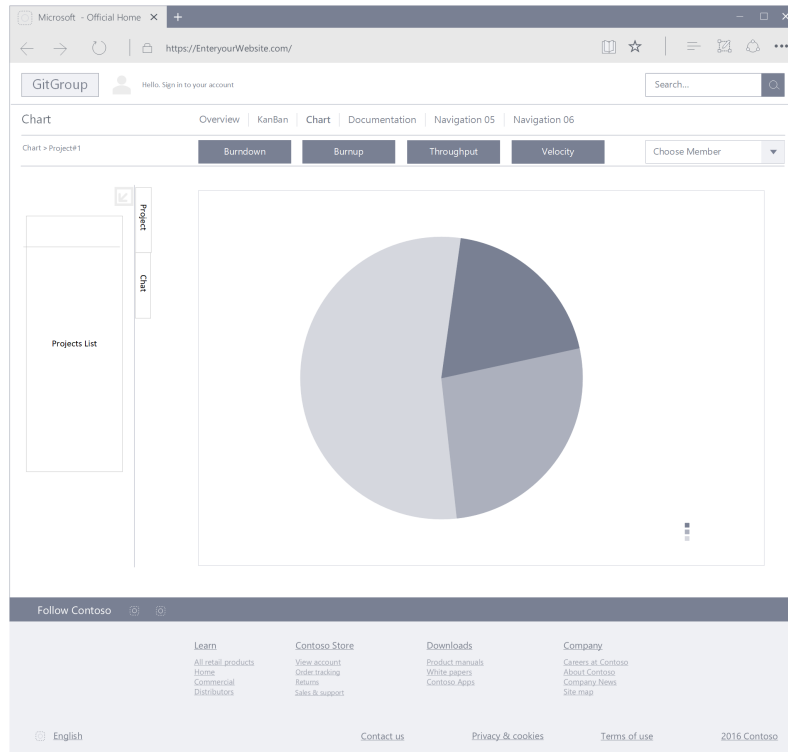 Microsoft - Official Home
https://EnteryourWebsite.com/
GitGroup
Hello. Sign in to your account
Search...
Chart
Overview
KanBan
Chart
Documentation
Navigation 05
Navigation 06
Chart > Project#1
Burndown
Burnup
Throughput
Velocity
Choose Member
Project
Chat
Projects List
Follow Contoso
Learn
All retail products
Home
Commercial
Distributors
Contoso Store
View account
Order tracking
Returns
Sales & support
Downloads
Product manuals
White papers
Contoso Apps
Company
Careers at Contoso
About Contoso
Company News
Site map
English
Contact us
Privacy & cookies
Terms of use
2016 Contoso